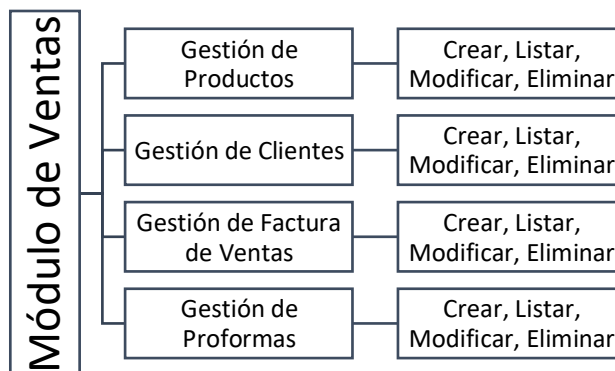 Módulo de Ventas
Gestión de
Productos
Crear, Listar,
Modificar, Eliminar
Gestión de Clientes
Crear, Listar,
Modificar, Eliminar
Gestión de Factura
de Ventas
Crear, Listar,
Modificar, Eliminar
Gestión de
Proformas
Crear, Listar,
Modificar, Eliminar